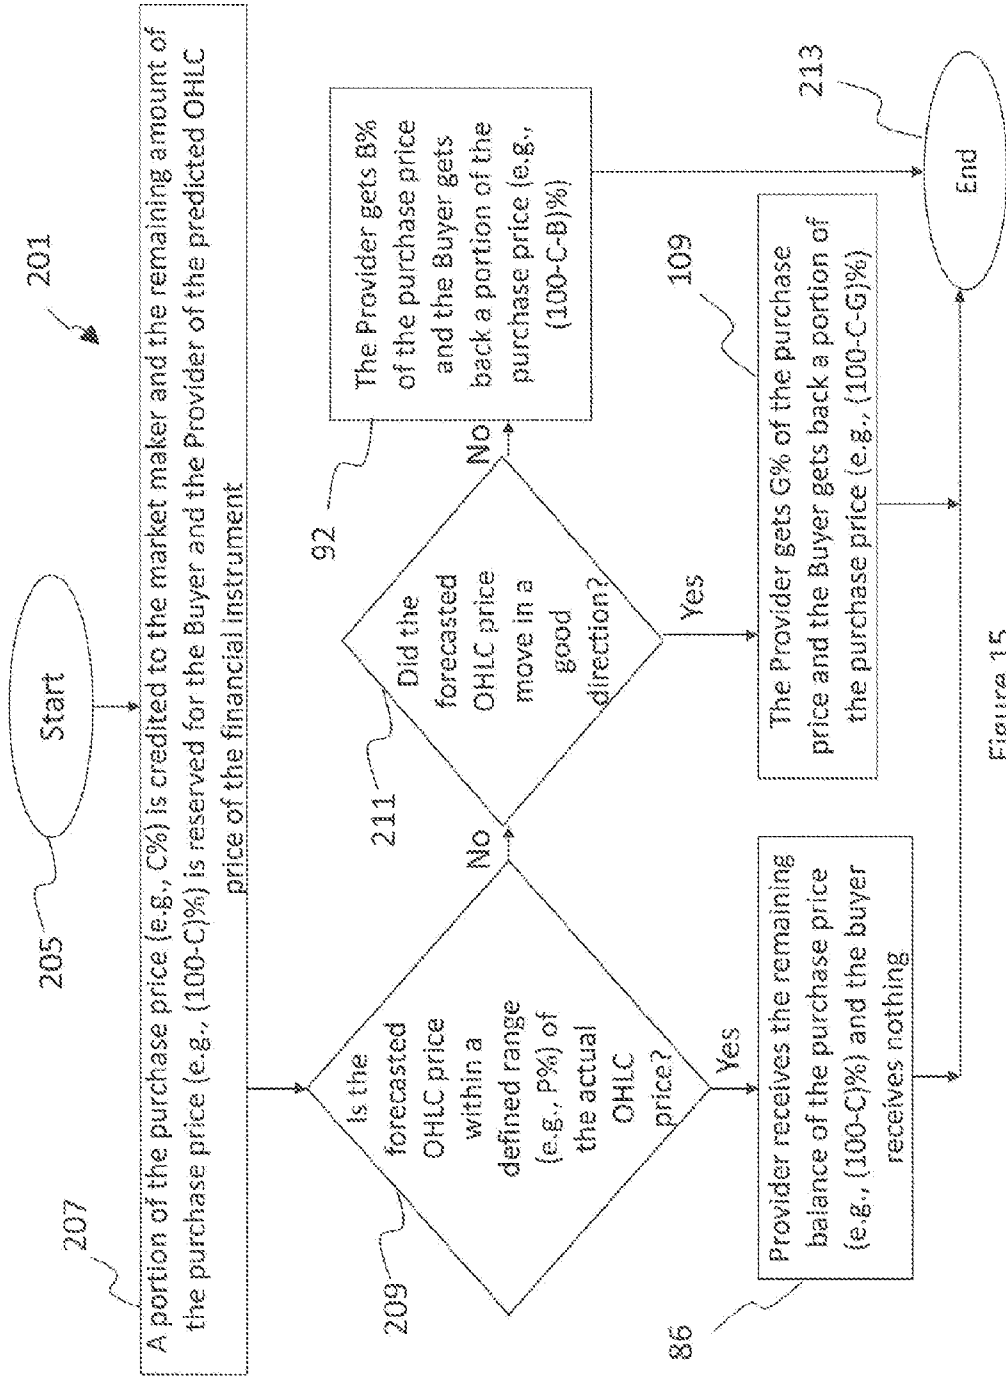 201
205
Start
207
A portion of the purchase price (e.g., C%) is credited to the market maker and the remaining amount of
the purchase price (e.g., (100-C)%) is reserved for the Buyer and the Provider of the predicted OHLC
price of the financial instrument
209
Is the
forecasted
OHLC price
within a
defined range
(e.g., P%) of
the actual
OHLC
price?
No
Yes
211
Did the
forecasted
OHLC price
move in a
good
direction?
No
Yes
92
The Provider gets B%
of the purchase price
and the Buyer gets
back a portion of the
purchase price (e.g.,
(100-C-B)%)
86
Provider receives the remaining
balance of the purchase price
(e.g., (100-C)%) and the buyer
receives nothing
109
The Provider gets G% of the purchase
price and the Buyer gets back a portion of
the purchase price (e.g., (100-C-G)%)
213
End
Figure 15